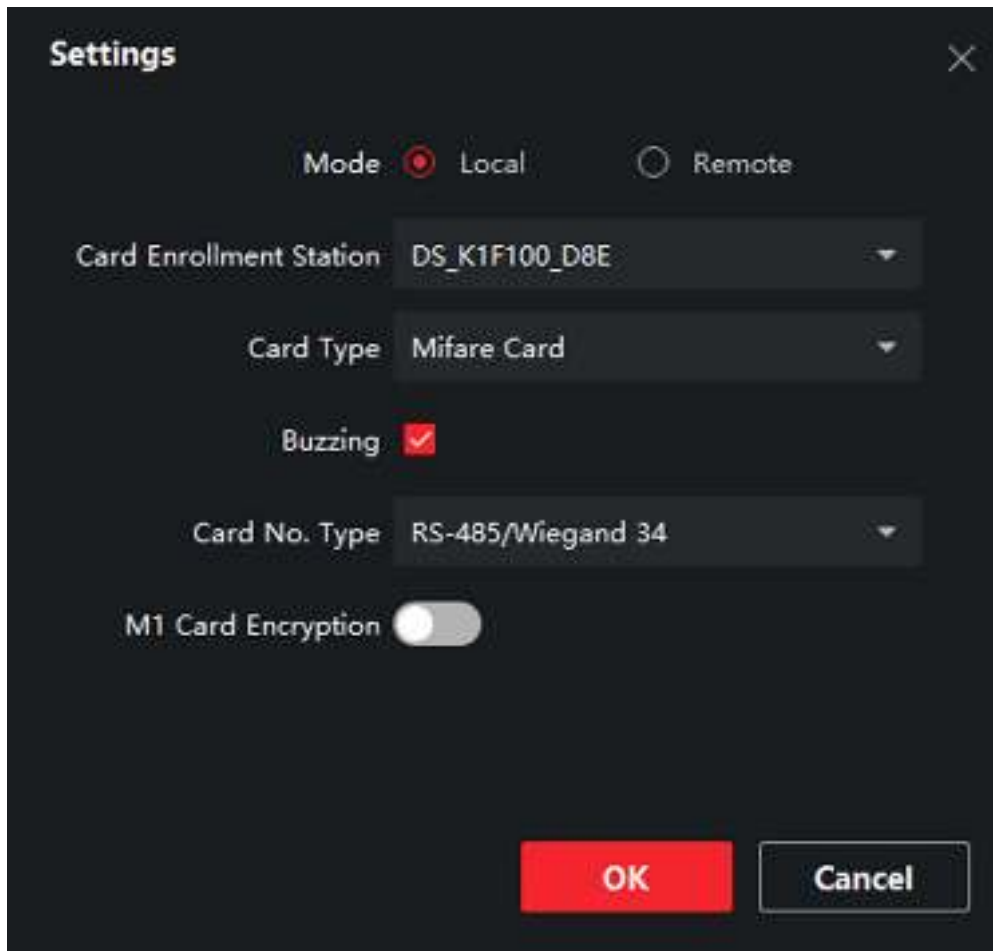 Settings
Mode Local Remote
Card Enrollment Station DS_K1F100_D8E
Card Type Mifare Card
Buzzing
Card No. Type RS-485/Wiegand 34
M1 Card Encryption
OK Cancel